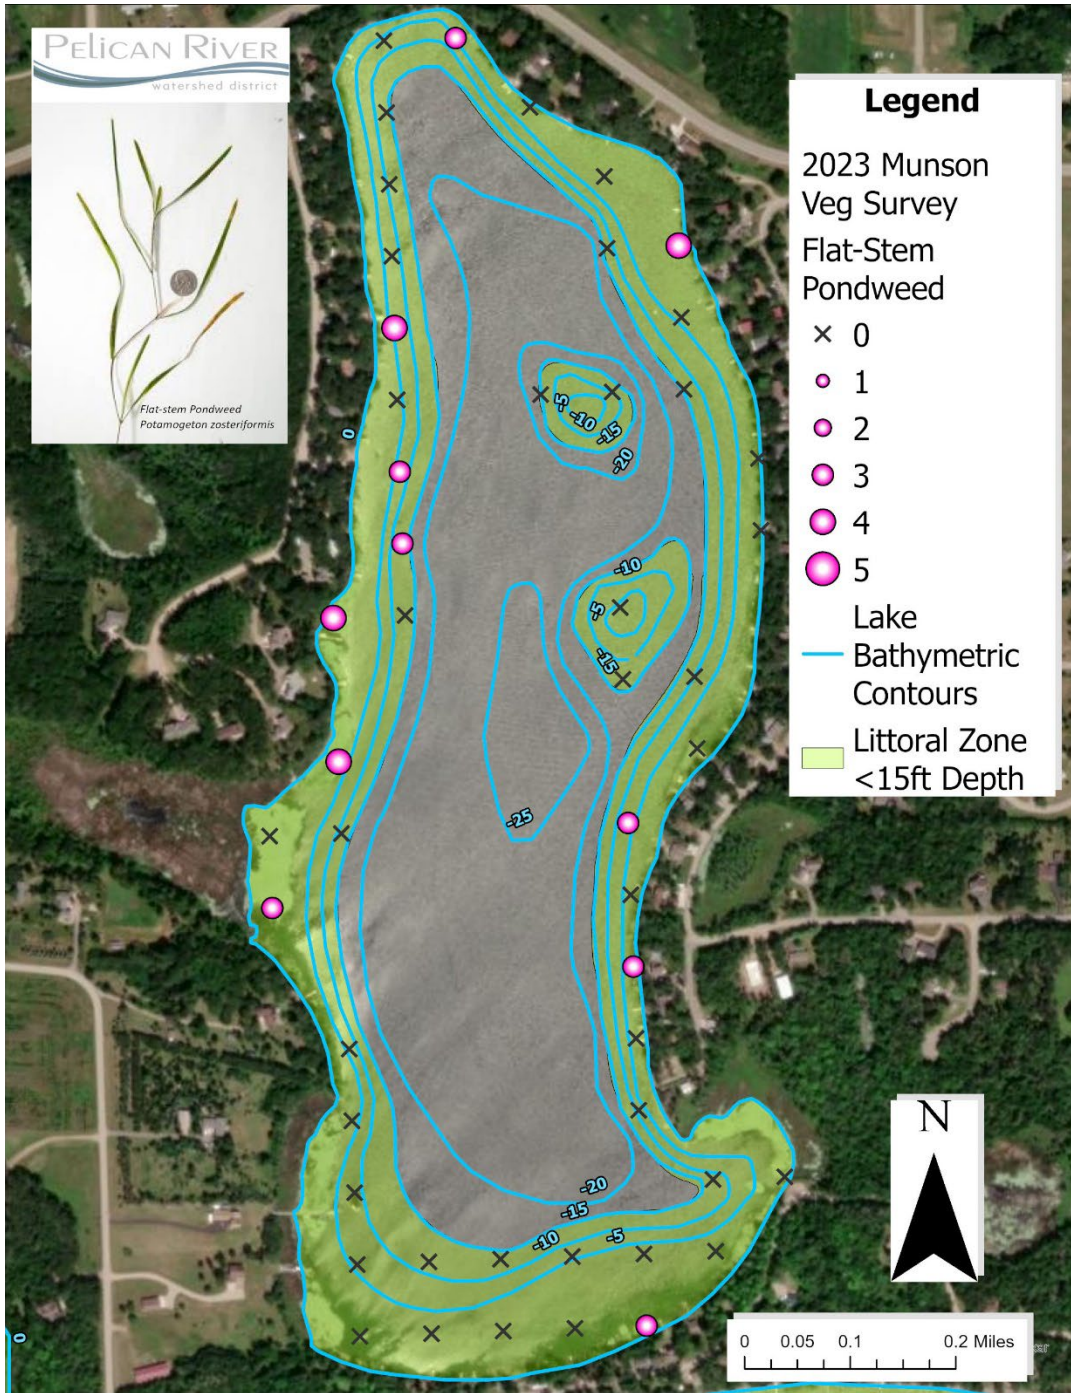 PELICAN RIVER
watershed district
Flat-stem Pondweed
Potamogeton zosteriformis
Legend
2023 Munson
Veg Survey
Flat-Stem
Pondweed
0
1
2
3
4
5
Lake
Bathymetric
Contours
Littoral Zone
<15ft Depth
0
-5
-10
-15
-20
-10
-5
-15
-25
-20
-15
-10
-5
0
N
0 0.05 0.1 0.2 Miles